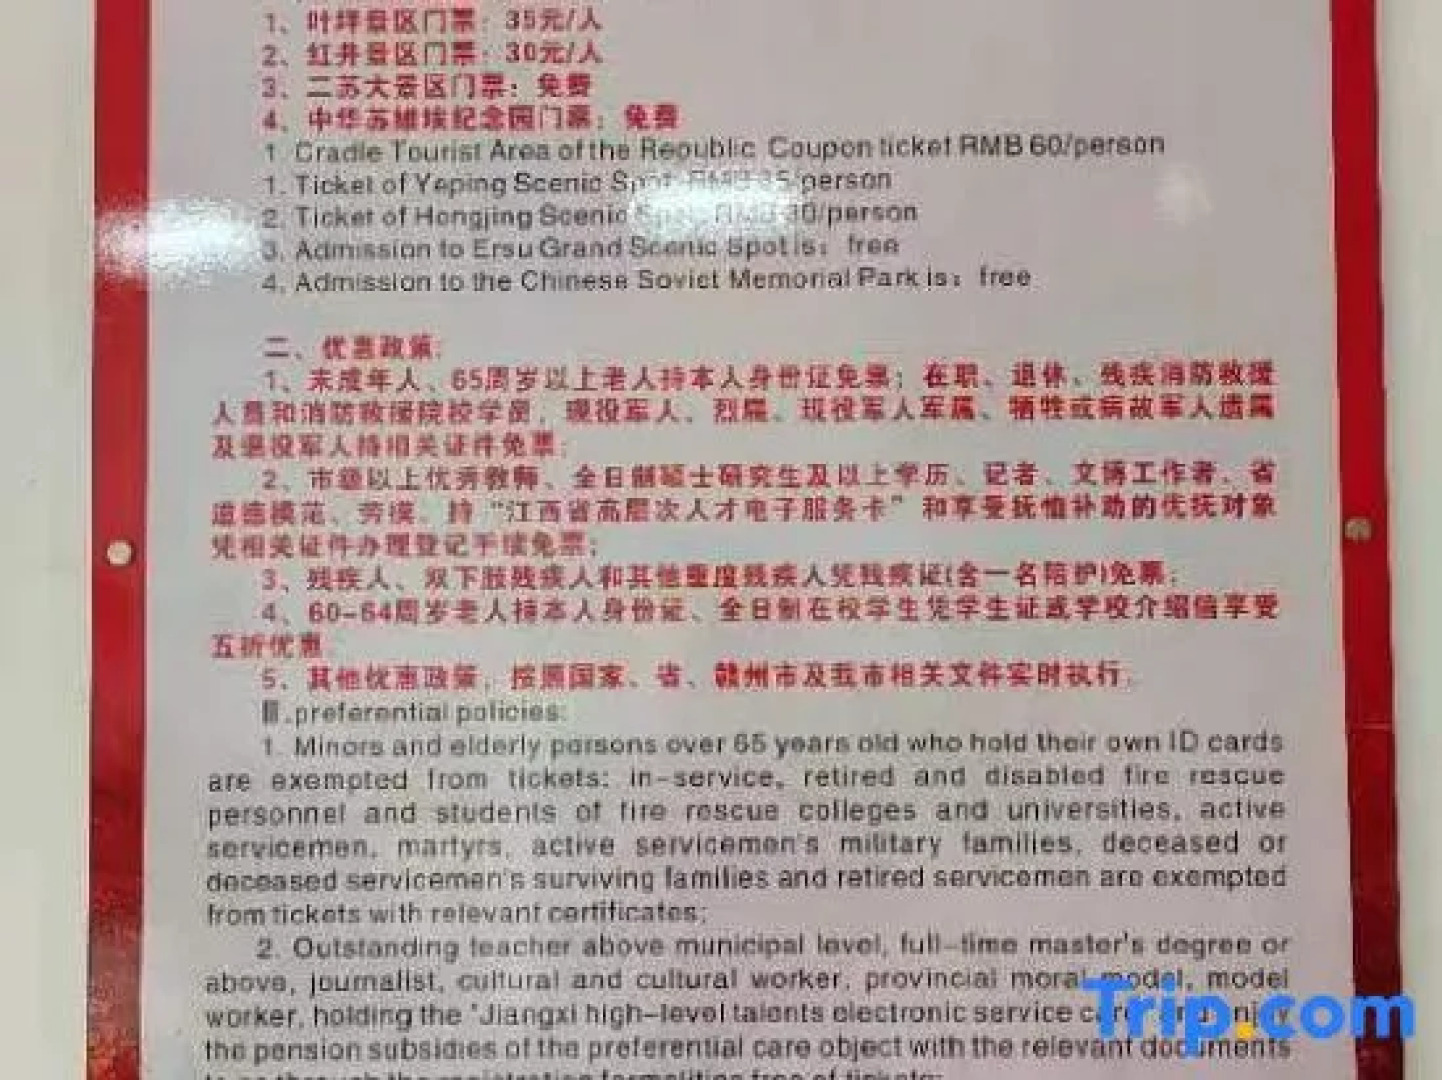 1、叶坪景区门票：35元/人
2、红井景区门票：30元/人
3、二苏大景区门票：免费
4、中华苏维埃纪念园门票：免费
1 Cradle Tourist Area of the Republic Coupon ticket RMB 60/person
1. Ticket of Yeping Scenic Spot: RMB 35/person
2. Ticket of Hongjing Scenic Spot: RMB 30/person
3. Admission to Ersu Grand Scenic Spot is: free
4. Admission to the Chinese Soviet Memorial Park is: free
二、优惠政策:
1、未成年人、65周岁以上老人持本人身份证免票；在职、退休、残疾消防救援
人员和消防救援院校学员，现役军人、烈属、现役军人军属、牺牲或病故军人遗属
及退役军人持相关证件免票；
2、市级以上优秀教师、全日制硕士研究生及以上学历、记者、文博工作者、省
道德模范、劳模、持“江西省高层次人才电子服务卡”和享受抚恤补助的优抚对象
凭相关证件办理登记手续免票；
3、残疾人、双下肢残疾人和其他重度残疾人凭残疾证(含一名陪护)免票；
4、60-64周岁老人持本人身份证、全日制在校学生凭学生证或学校介绍信享受
五折优惠
5、其他优惠政策，按照国家、省、赣州市及我市相关文件实时执行。
Ⅱ.preferential policies:
1. Minors and elderly persons over 65 years old who hold their own ID cards
are exempted from tickets: in-service, retired and disabled fire rescue
personnel and students of fire rescue colleges and universities, active
servicemen, martyrs, active servicemen's military families, deceased or
deceased servicemen's surviving families and retired servicemen are exempted
from tickets with relevant certificates;
2. Outstanding teacher above municipal level, full-time master's degree or
above, journalist, cultural and cultural worker, provincial moral model, model
worker, holding the "Jiangxi high-level talents electronic service card" and enjoy
the pension subsidies of the preferential care object with the relevant documents
to go through the registration formalities free of tickets;
Trip.com